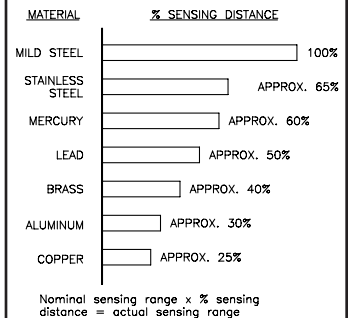 MATERIAL % SENSING DISTANCE
MILD STEEL 100%
STAINLESS
STEEL APPROX. 65%
MERCURY APPROX. 60%
LEAD APPROX. 50%
BRASS APPROX. 40%
ALUMINUM APPROX. 30%
COPPER APPROX. 25%
Nominal sensing range x % sensing
distance = actual sensing range